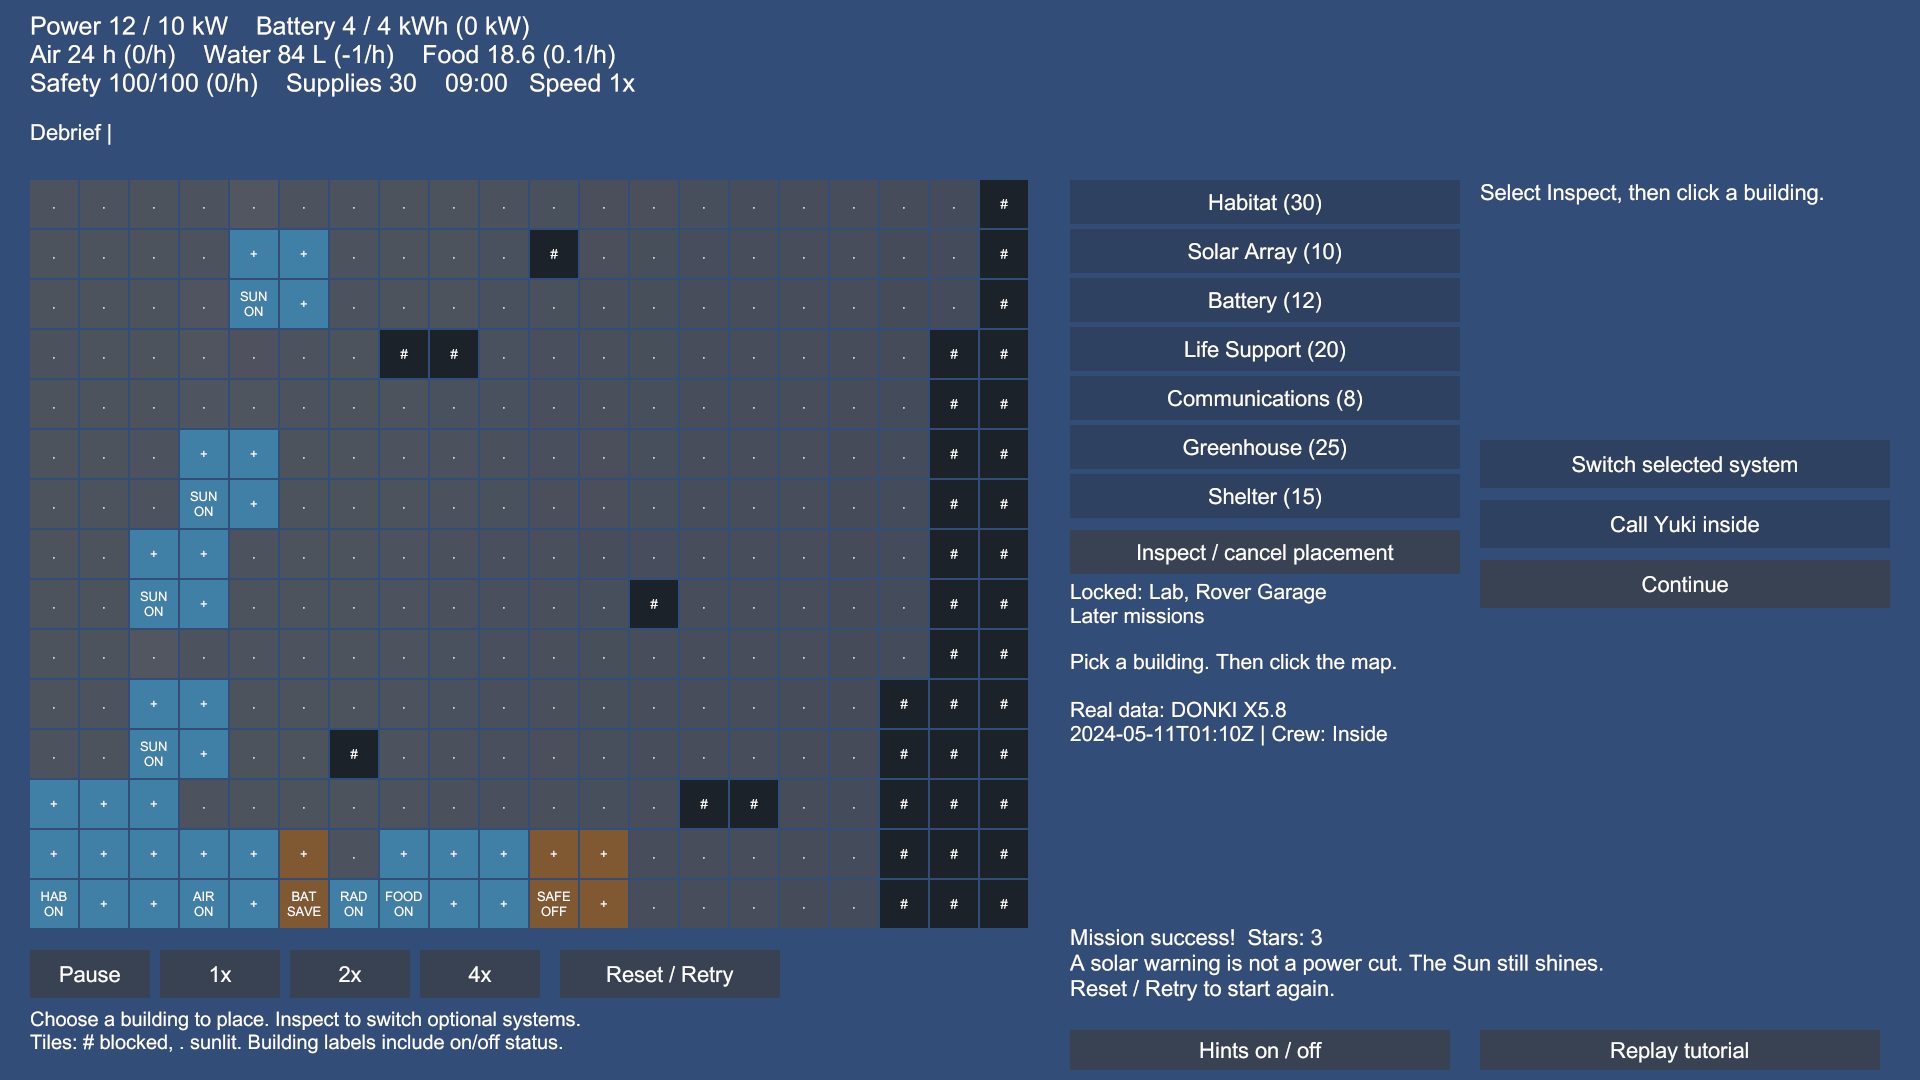 Power 12 / 10 kW    Battery 4 / 4 kWh (0 kW)
Air 24 h (0/h)    Water 84 L (-1/h)    Food 18.6 (0.1/h)
Safety 100/100 (0/h)    Supplies 30    09:00   Speed 1x
Debrief |
. . . . . . . . . . . . . . . . . . . #
. . . . + + . . . . # . . . . . . . . #
. . . . SUN ON + . . . . . . . . . . . . . #
. . . . . . . # # . . . . . . . . . # #
. . . . . . . . . . . . . . . . . . # #
. . . + + . . . . . . . . . . . . . # #
. . . SUN ON + . . . . . . . . . . . . . # #
. . + + . . . . . . . . . . . . . . # #
. . SUN ON + . . . . . . . . # . . . . . # #
. . . . . . . . . . . . . . . . . . # #
. . + + . . . . . . . . . . . . . # # #
. . SUN ON + . . # . . . . . . . . . . # # #
+ + + . . . . . . . . . . # # . . # # #
+ + + + + + . + + + + + . . . . . # # #
HAB ON + + AIR ON + BAT SAVE RAD ON FOOD ON + + SAFE OFF + . . . . . # # #
Pause
1x
2x
4x
Reset / Retry
Choose a building to place. Inspect to switch optional systems.
Tiles: # blocked, . sunlit. Building labels include on/off status.
Habitat (30)
Solar Array (10)
Battery (12)
Life Support (20)
Communications (8)
Greenhouse (25)
Shelter (15)
Inspect / cancel placement
Locked: Lab, Rover Garage
Later missions
Pick a building. Then click the map.
Real data: DONKI X5.8
2024-05-11T01:10Z | Crew: Inside
Select Inspect, then click a building.
Switch selected system
Call Yuki inside
Continue
Mission success!  Stars: 3
A solar warning is not a power cut. The Sun still shines.
Reset / Retry to start again.
Hints on / off
Replay tutorial